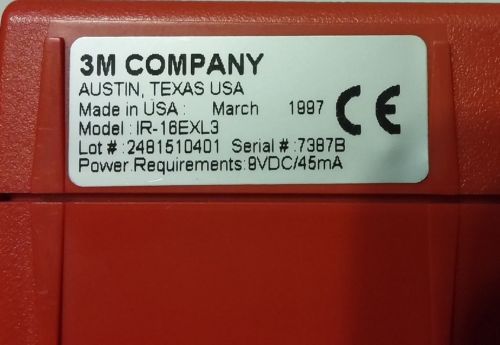 3M COMPANY
AUSTIN, TEXAS USA
Made in USA : March 1997
Model : IR-16EXL3
Lot # : 2481510401 Serial # : 7387B
Power Requirements: 9VDC/45mA
CE